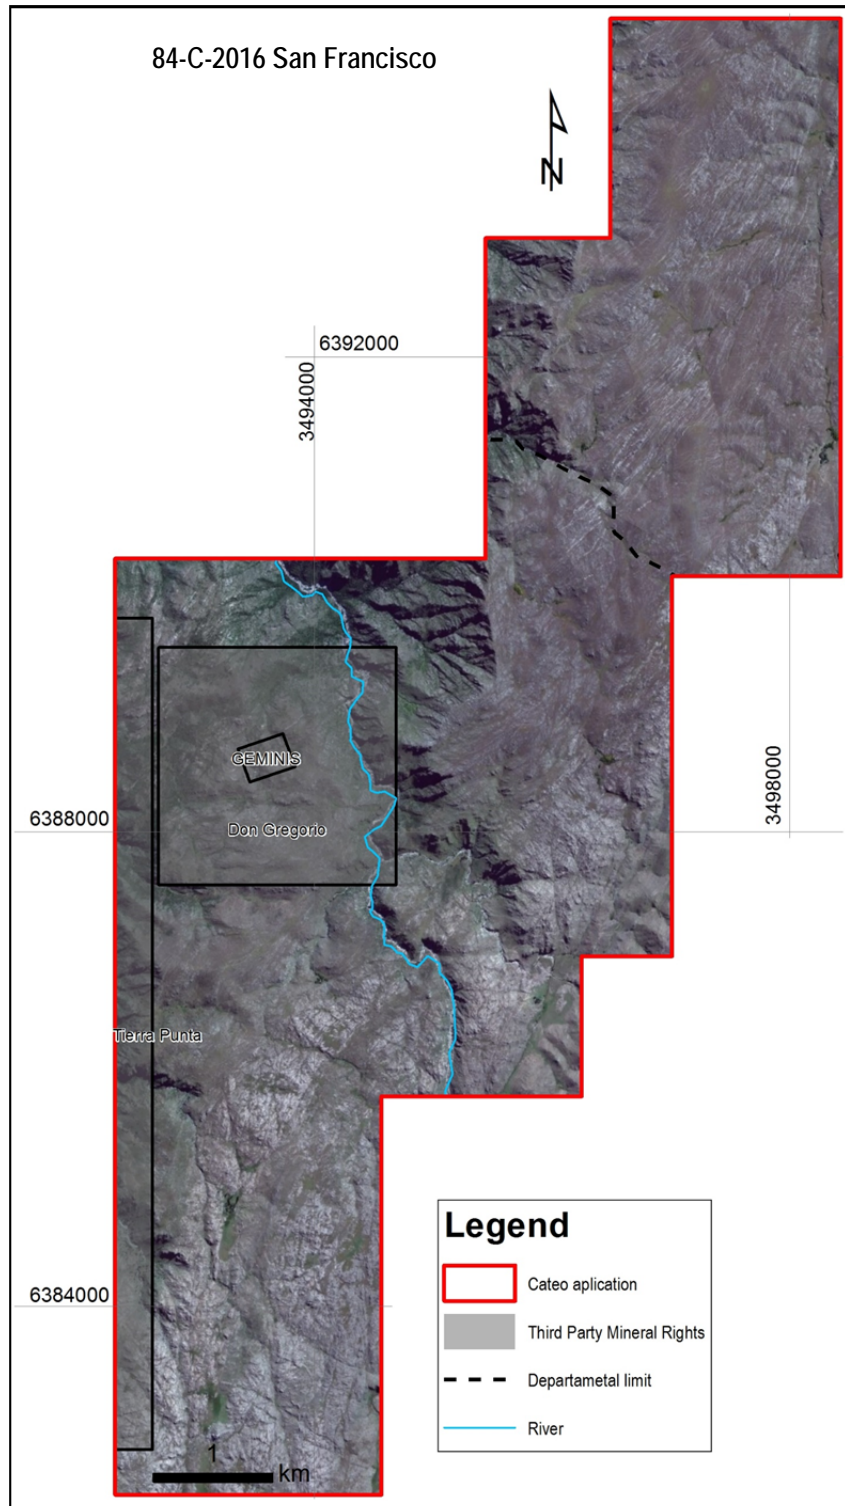 84-C-2016 San Francisco
N
6392000
3494000
3498000
GEMINIS
6388000
Don Gregorio
Tierra Punta
6384000
1
km
Legend
Cateo aplication
Third Party Mineral Rights
Departametal limit
River